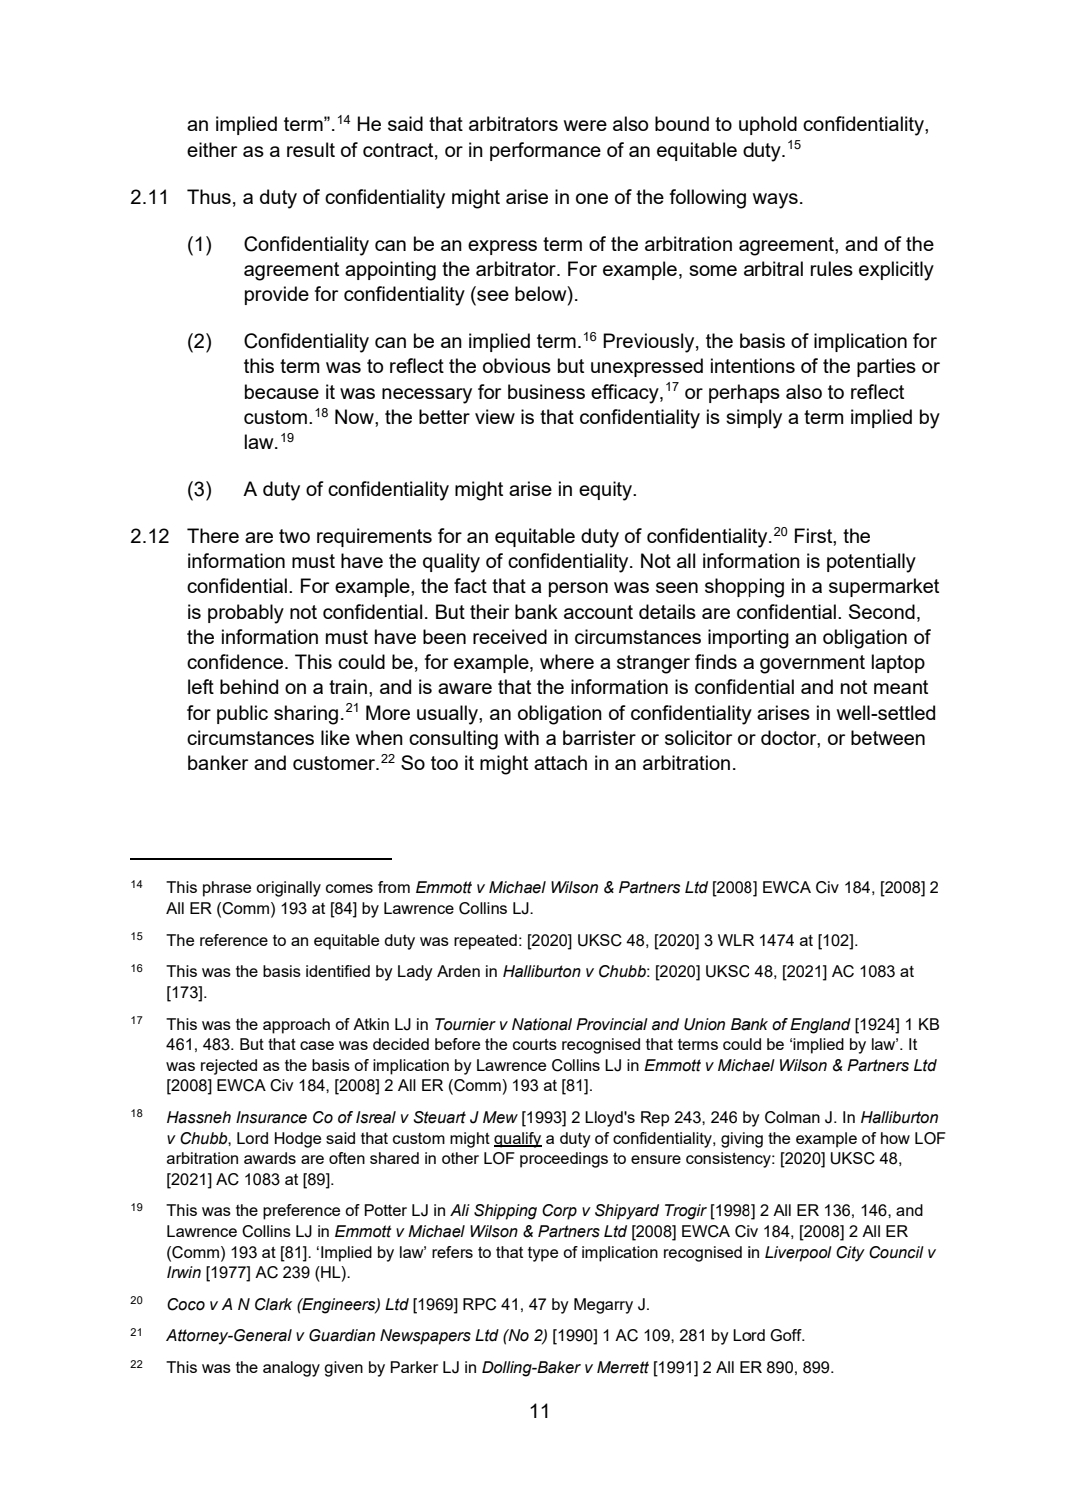 an implied term”.14 He said that arbitrators were also bound to uphold confidentiality,
either as a result of contract, or in performance of an equitable duty.15
2.11 Thus, a duty of confidentiality might arise in one of the following ways.
(1) Confidentiality can be an express term of the arbitration agreement, and of the
agreement appointing the arbitrator. For example, some arbitral rules explicitly
provide for confidentiality (see below).
(2) Confidentiality can be an implied term.16 Previously, the basis of implication for
this term was to reflect the obvious but unexpressed intentions of the parties or
because it was necessary for business efficacy,17 or perhaps also to reflect
custom.18 Now, the better view is that confidentiality is simply a term implied by
law.19
(3) A duty of confidentiality might arise in equity.
2.12 There are two requirements for an equitable duty of confidentiality.20 First, the
information must have the quality of confidentiality. Not all information is potentially
confidential. For example, the fact that a person was seen shopping in a supermarket
is probably not confidential. But their bank account details are confidential. Second,
the information must have been received in circumstances importing an obligation of
confidence. This could be, for example, where a stranger finds a government laptop
left behind on a train, and is aware that the information is confidential and not meant
for public sharing.21 More usually, an obligation of confidentiality arises in well-settled
circumstances like when consulting with a barrister or solicitor or doctor, or between
banker and customer.22 So too it might attach in an arbitration.
14 This phrase originally comes from Emmott v Michael Wilson & Partners Ltd [2008] EWCA Civ 184, [2008] 2
All ER (Comm) 193 at [84] by Lawrence Collins LJ.
15 The reference to an equitable duty was repeated: [2020] UKSC 48, [2020] 3 WLR 1474 at [102].
16 This was the basis identified by Lady Arden in Halliburton v Chubb: [2020] UKSC 48, [2021] AC 1083 at
[173].
17 This was the approach of Atkin LJ in Tournier v National Provincial and Union Bank of England [1924] 1 KB
461, 483. But that case was decided before the courts recognised that terms could be ‘implied by law’. It
was rejected as the basis of implication by Lawrence Collins LJ in Emmott v Michael Wilson & Partners Ltd
[2008] EWCA Civ 184, [2008] 2 All ER (Comm) 193 at [81].
18 Hassneh Insurance Co of Isreal v Steuart J Mew [1993] 2 Lloyd's Rep 243, 246 by Colman J. In Halliburton
v Chubb, Lord Hodge said that custom might qualify a duty of confidentiality, giving the example of how LOF
arbitration awards are often shared in other LOF proceedings to ensure consistency: [2020] UKSC 48,
[2021] AC 1083 at [89].
19 This was the preference of Potter LJ in Ali Shipping Corp v Shipyard Trogir [1998] 2 All ER 136, 146, and
Lawrence Collins LJ in Emmott v Michael Wilson & Partners Ltd [2008] EWCA Civ 184, [2008] 2 All ER
(Comm) 193 at [81]. ‘Implied by law’ refers to that type of implication recognised in Liverpool City Council v
Irwin [1977] AC 239 (HL).
20 Coco v A N Clark (Engineers) Ltd [1969] RPC 41, 47 by Megarry J.
21 Attorney-General v Guardian Newspapers Ltd (No 2) [1990] 1 AC 109, 281 by Lord Goff.
22 This was the analogy given by Parker LJ in Dolling-Baker v Merrett [1991] 2 All ER 890, 899.
11